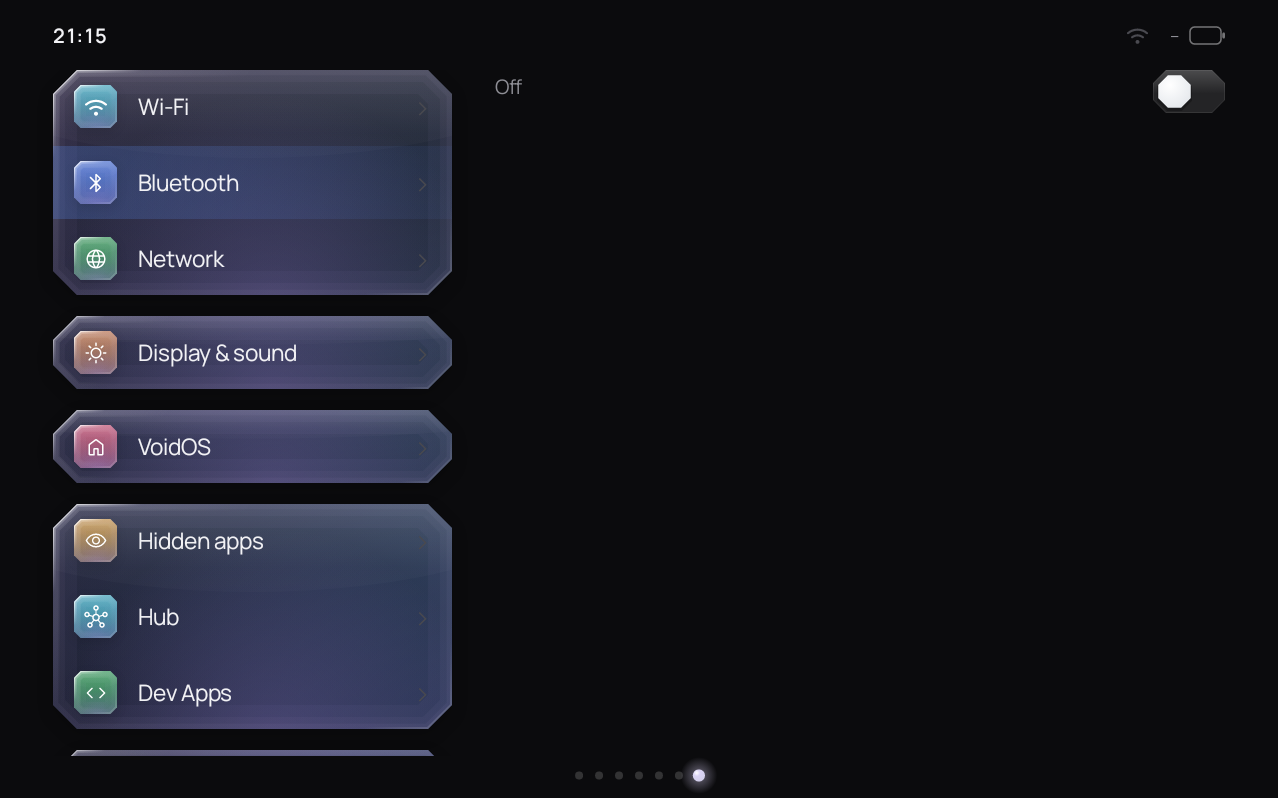 21:15
–
Wi-Fi
Off
Bluetooth
Network
Display & sound
VoidOS
Hidden apps
Hub
Dev Apps